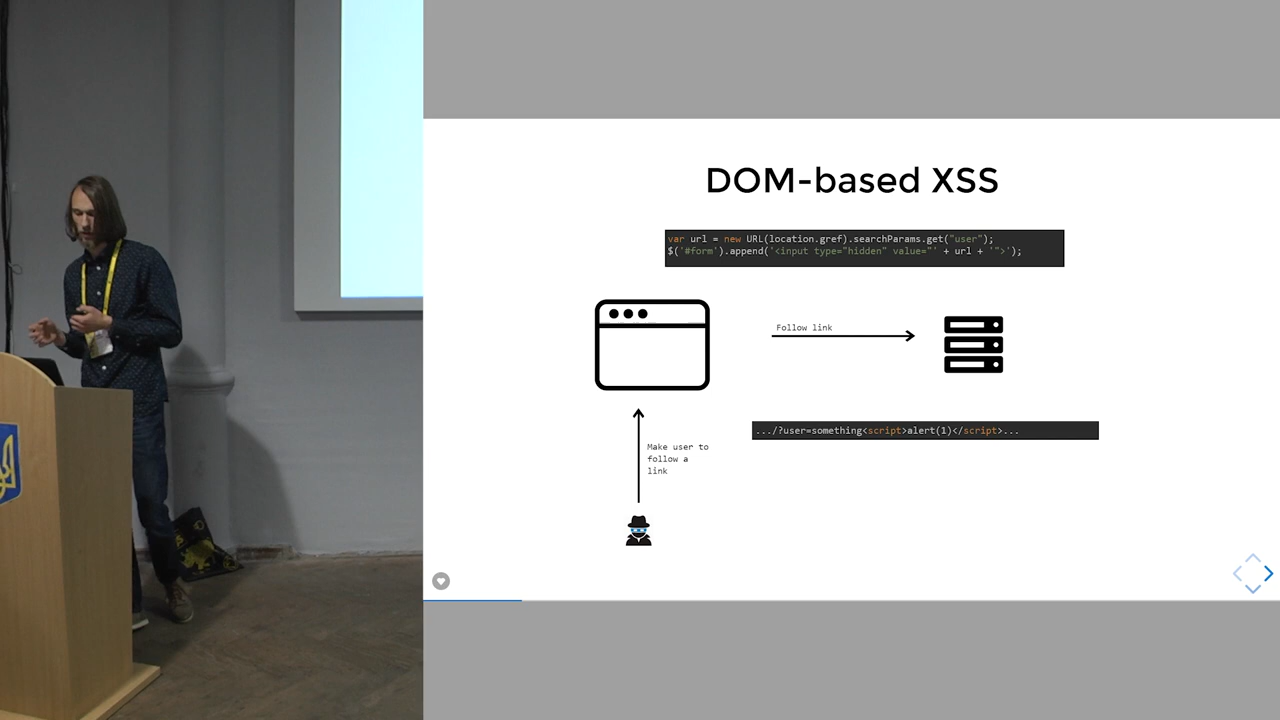 DOM-based XSS
var url = new URL(location.gref).searchParams.get("user");
$('#form').append('<input type="hidden" value="' + url + '">');
Follow link
.../?user=something<script>alert(1)</script>...
Make user to
follow a
link